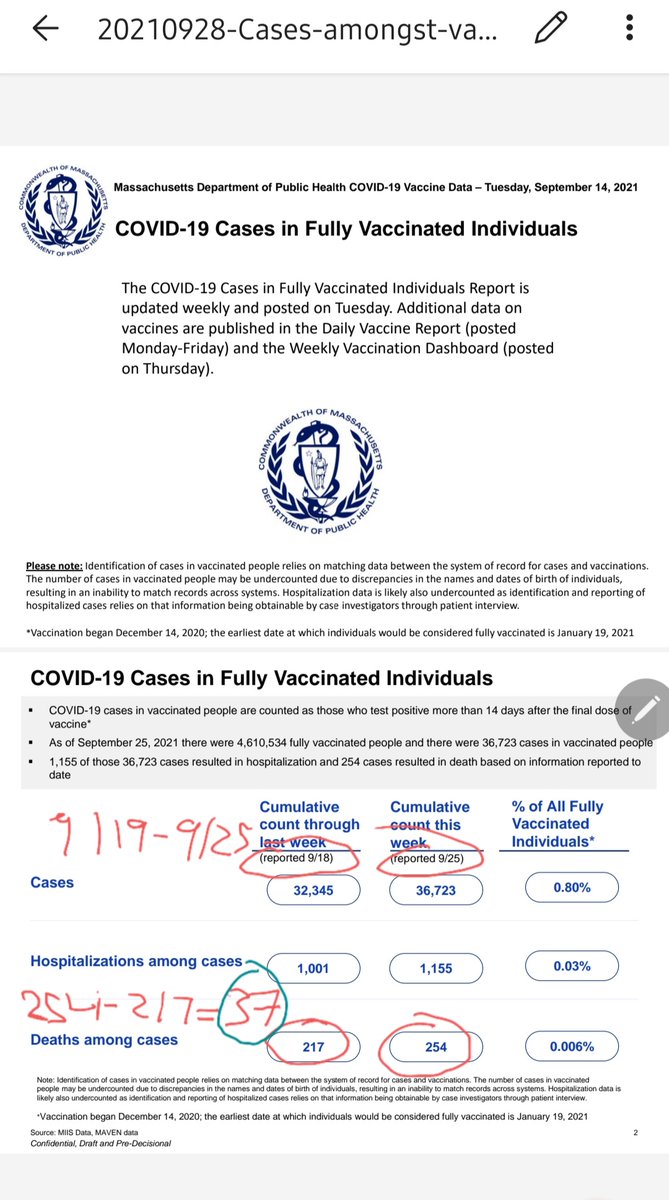 20210928-Cases-amongst-va...
COMMONWEALTH OF MASSACHUSETTS
DEPARTMENT OF PUBLIC HEALTH
Massachusetts Department of Public Health COVID-19 Vaccine Data – Tuesday, September 14, 2021
COVID-19 Cases in Fully Vaccinated Individuals
The COVID-19 Cases in Fully Vaccinated Individuals Report is
updated weekly and posted on Tuesday. Additional data on
vaccines are published in the Daily Vaccine Report (posted
Monday-Friday) and the Weekly Vaccination Dashboard (posted
on Thursday).
COMMONWEALTH OF MASSACHUSETTS
DEPARTMENT OF PUBLIC HEALTH
Please note: Identification of cases in vaccinated people relies on matching data between the system of record for cases and vaccinations.
The number of cases in vaccinated people may be undercounted due to discrepancies in the names and dates of birth of individuals,
resulting in an inability to match records across systems. Hospitalization data is likely also undercounted as identification and reporting of
hospitalized cases relies on that information being obtainable by case investigators through patient interview.
*Vaccination began December 14, 2020; the earliest date at which individuals would be considered fully vaccinated is January 19, 2021
COVID-19 Cases in Fully Vaccinated Individuals
▪ COVID-19 cases in vaccinated people are counted as those who test positive more than 14 days after the final dose of
vaccine*
▪ As of September 25, 2021 there were 4,610,534 fully vaccinated people and there were 36,723 cases in vaccinated people
▪ 1,155 of those 36,723 cases resulted in hospitalization and 254 cases resulted in death based on information reported to
date
9/19-9/25
Cumulative count through last week (reported 9/18)
Cumulative count this week (reported 9/25)
% of All Fully Vaccinated Individuals*
Cases 32,345 36,723 0.80%
Hospitalizations among cases 1,001 1,155 0.03%
254-217=37
Deaths among cases 217 254 0.006%
Note: Identification of cases in vaccinated people relies on matching data between the system of record for cases and vaccinations. The number of cases in vaccinated
people may be undercounted due to discrepancies in the names and dates of birth of individuals, resulting in an inability to match records across systems. Hospitalization data is
likely also undercounted as identification and reporting of hospitalized cases relies on that information being obtainable by case investigators through patient interview.
*Vaccination began December 14, 2020; the earliest date at which individuals would be considered fully vaccinated is January 19, 2021
Source: MIIS Data, MAVEN data
2
Confidential, Draft and Pre-Decisional